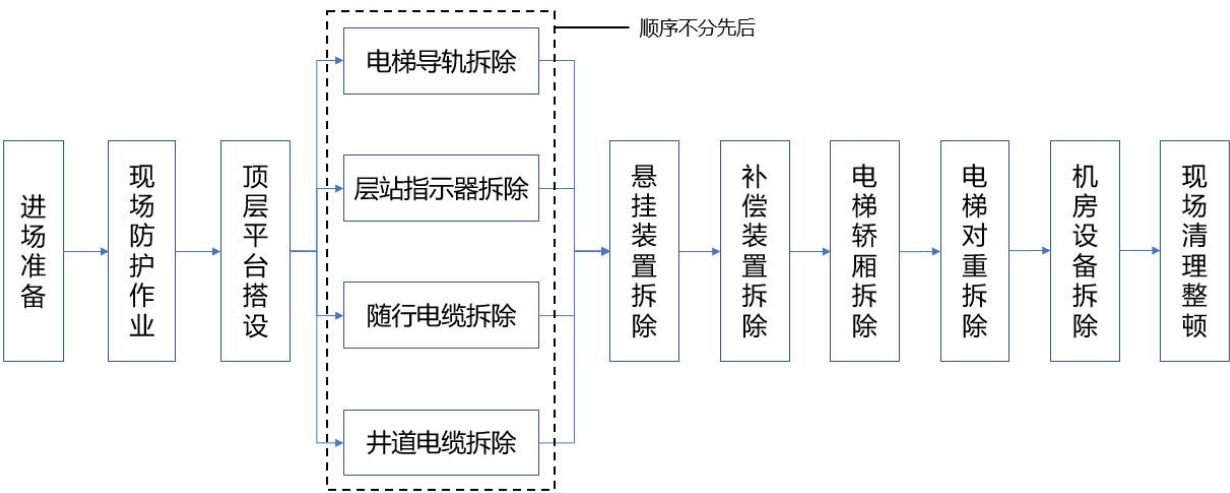 顺序不分先后
进场准备
现场防护作业
顶层平台搭设
电梯导轨拆除
层站指示器拆除
随行电缆拆除
井道电缆拆除
悬挂装置拆除
补偿装置拆除
电梯轿厢拆除
电梯对重拆除
机房设备拆除
现场清理整顿